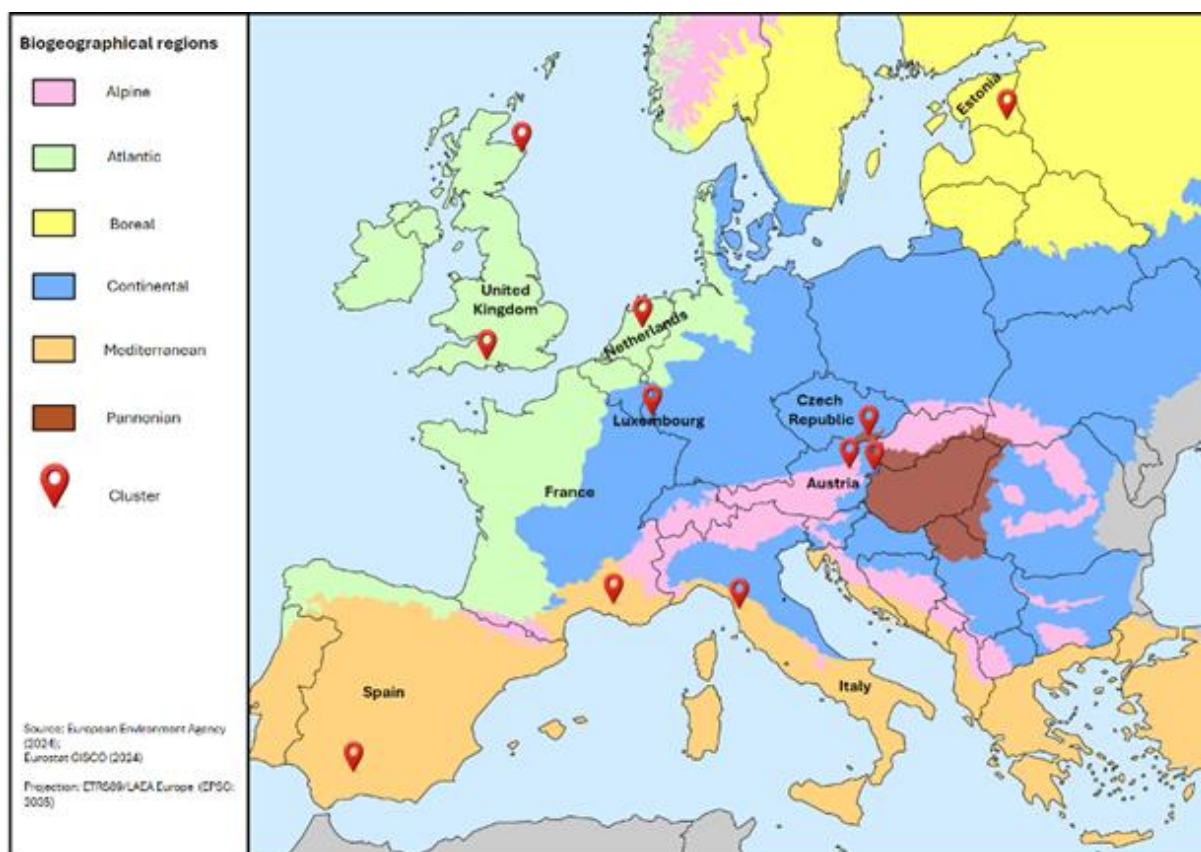 Biogeographical regions
Alpine
Atlantic
Boreal
Continental
Mediterranean
Pannonian
Cluster
Source: European Environment Agency
(2024);
Eurostat GISCO (2024)
Projection: ETRS89/LAEA Europe (EPSG:
3035)
Estonia
United
Kingdom
Netherlands
Luxembourg
Czech
Republic
Austria
France
Spain
Italy